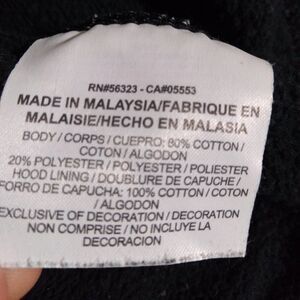 RN#56323 - CA#05553
MADE IN MALAYSIA/FABRIQUE EN
MALAISIE/HECHO EN MALASIA
BODY / CORPS / CUEPRO: 80% COTTON /
COTON / ALGODON
20% POLYESTER / POLYESTER / POLIESTER
HOOD LINING / DOUBLURE DE CAPUCHE /
FORRO DE CAPUCHA: 100% COTTON / COTON
/ ALGODON
EXCLUSIVE OF DECORATION / DECORATION
NON COMPRISE / NO INCLUYE LA
DECORACION